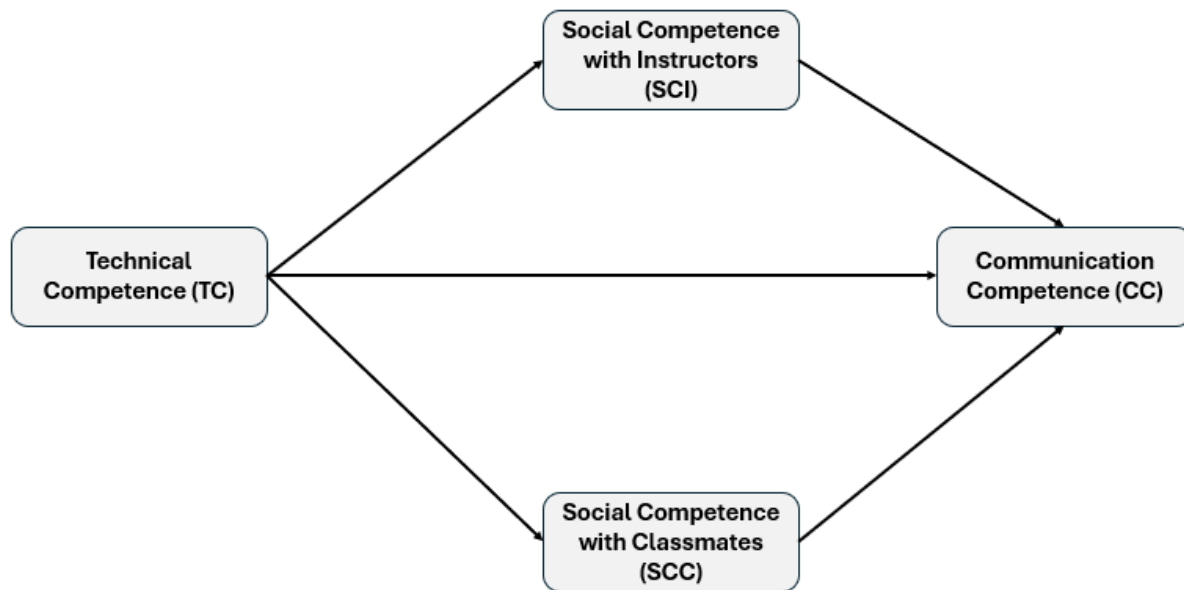 Social Competence
with Instructors
(SCI)
Technical
Competence (TC)
Communication
Competence (CC)
Social Competence
with Classmates
(SCC)